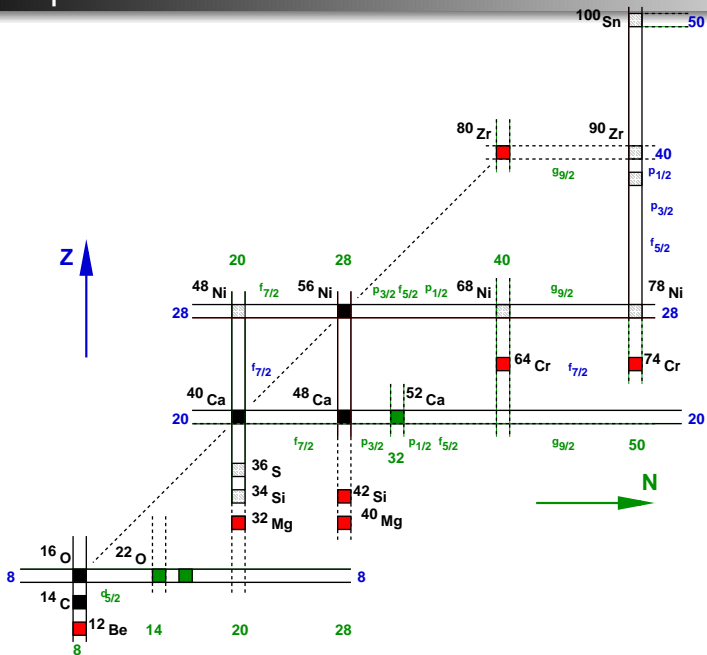 100Sn
50
80Zr
90Zr
40
g9/2
p1/2
p3/2
f5/2
Z
20
28
40
48Ni
f7/2
56Ni
p3/2 f5/2 p1/2
68Ni
g9/2
78Ni
28
28
64Cr
f7/2
74Cr
f7/2
40Ca
48Ca
52Ca
20
20
f7/2
p3/2
p1/2 f5/2
g9/2
50
32
36S
34Si
42Si
N
32Mg
40Mg
16O
22O
8
8
14C
d5/2
12Be
14
20
28
8